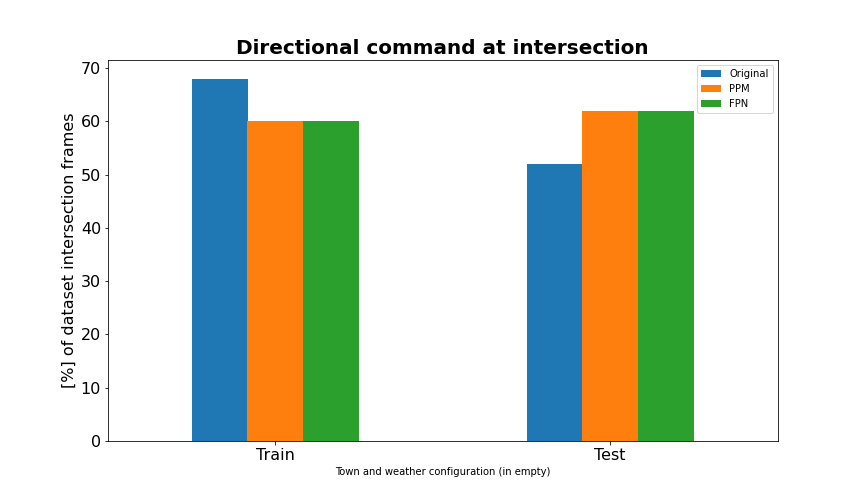 Directional command at intersection
[%] of dataset intersection frames
70
60
50
40
30
20
10
0
Original
PPM
FPN
Train
Test
Town and weather configuration (in empty)